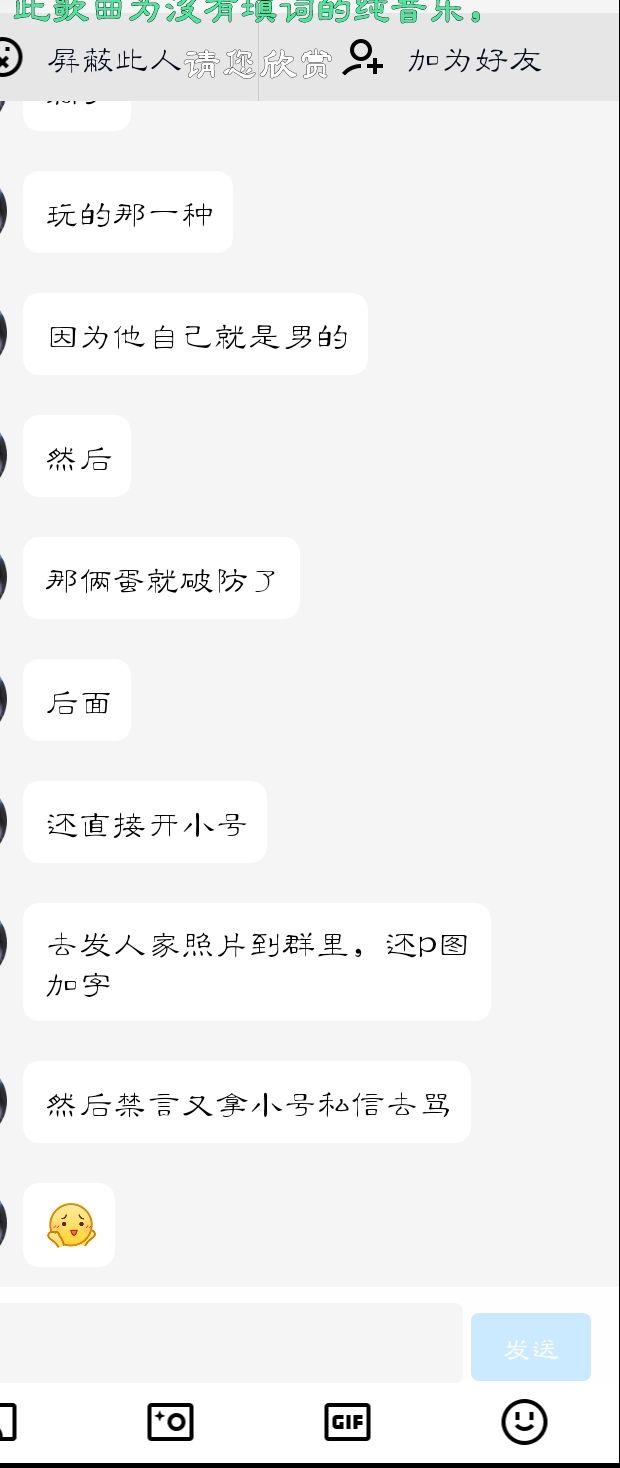 此歌曲为没有填词的纯音乐。
屏蔽此人
请您欣赏
加为好友
玩的那一种
因为他自己就是男的
然后
那俩蛋就破防了
后面
还直接开小号
去发人家照片到群里，还p图
加字
然后禁言又拿小号私信去骂
发送
GIF